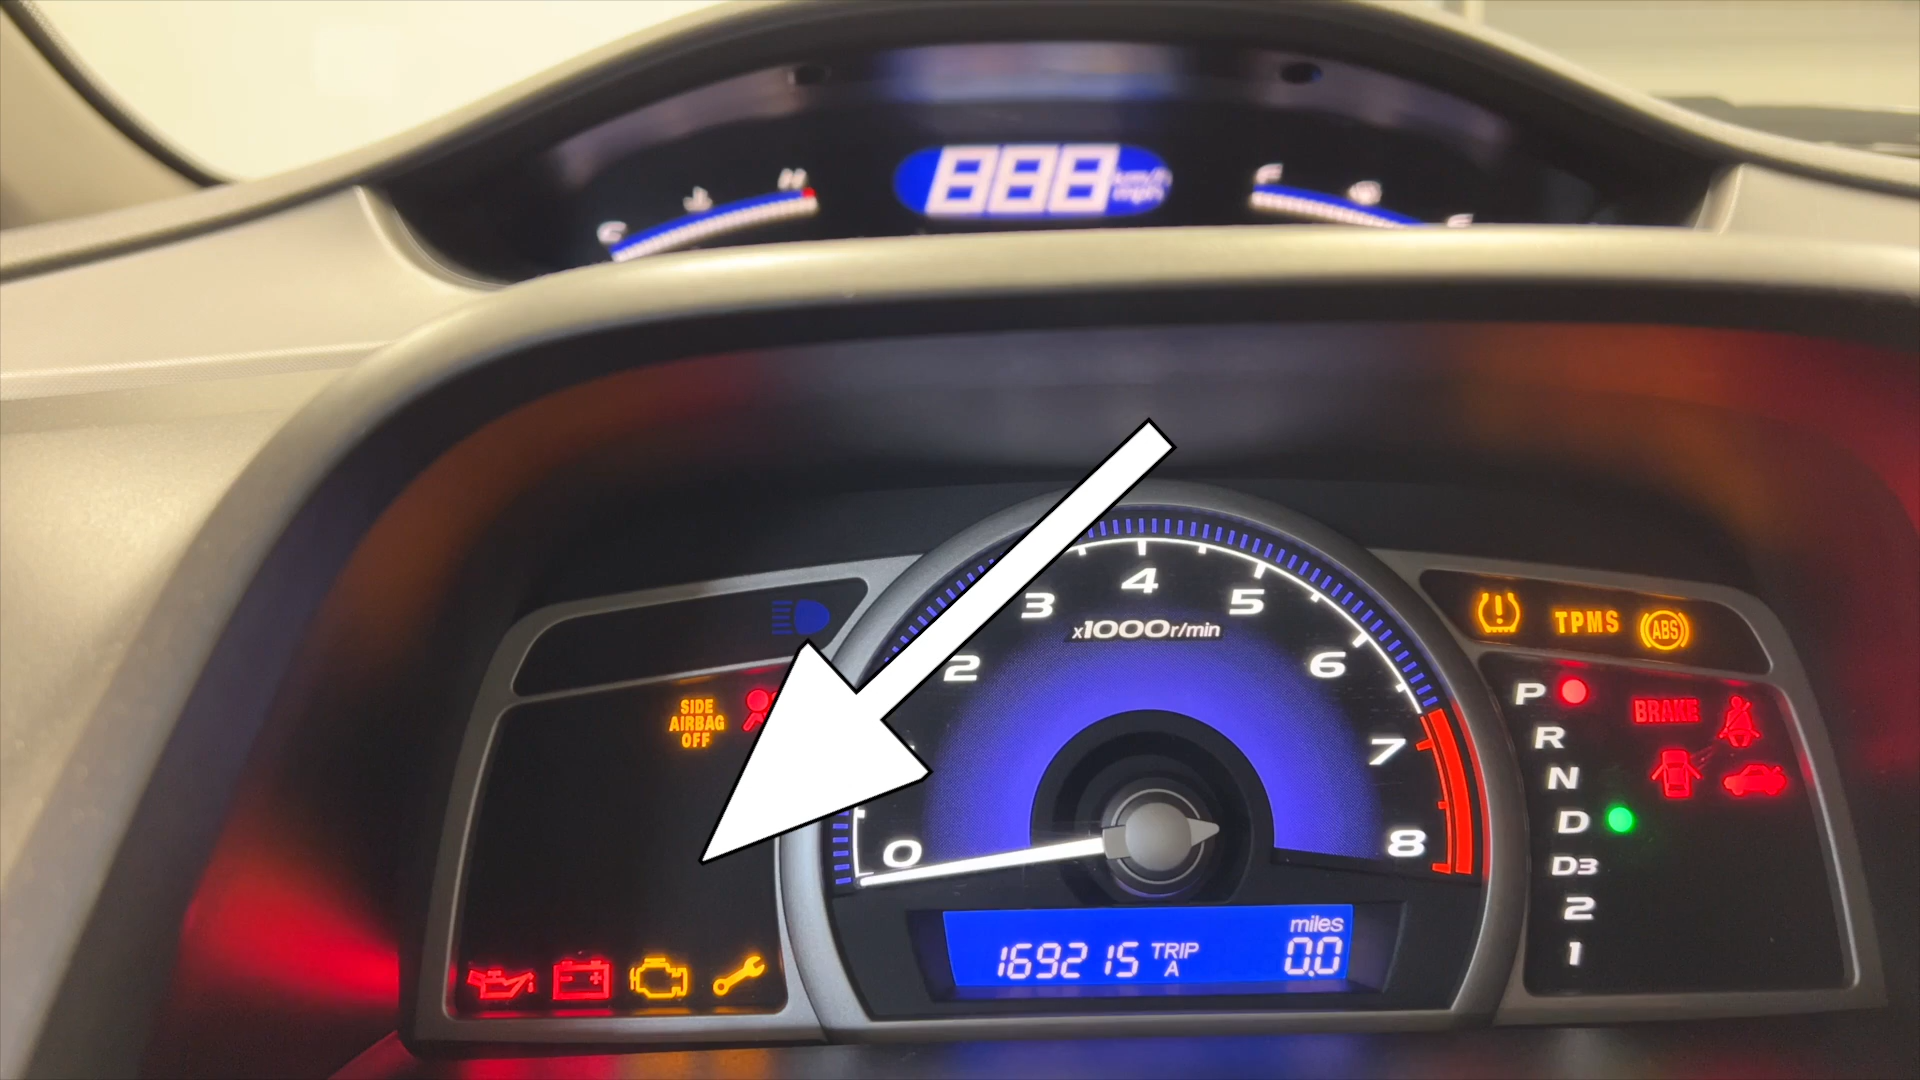 H
C
888 km/h
mph
F
4
3
5
x1000r/min
2
6
7
0
8
SIDE
AIRBAG
OFF
TPMS
ABS
P
BRAKE
R
N
D
D3
2
1
miles
169215 TRIP 0.0
A